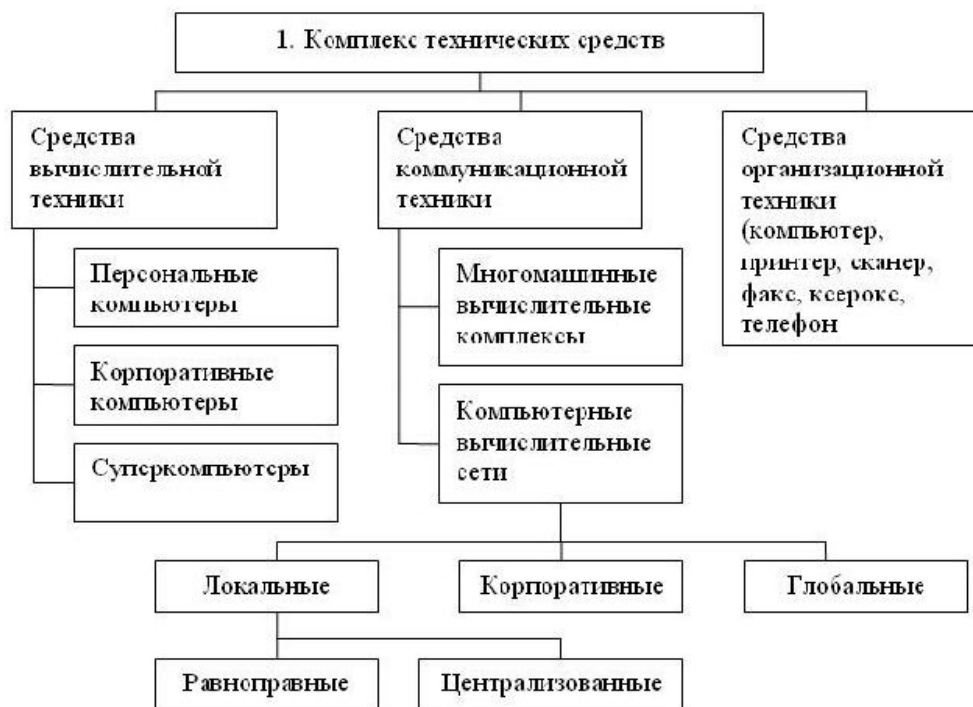 1. Комплекс технических средств
Средства
вычислительной
техники
Персональные
компьютеры
Корпоративные
компьютеры
Суперкомпьютеры
Средства
коммуникационной
техники
Многомашинные
вычислительные
комплексы
Компьютерные
вычислительные
сети
Средства
организационной
техники
(компьютер,
принтер, сканер,
факс, ксерокс,
телефон
Локальные
Корпоративные
Глобальные
Равноправные
Централизованные